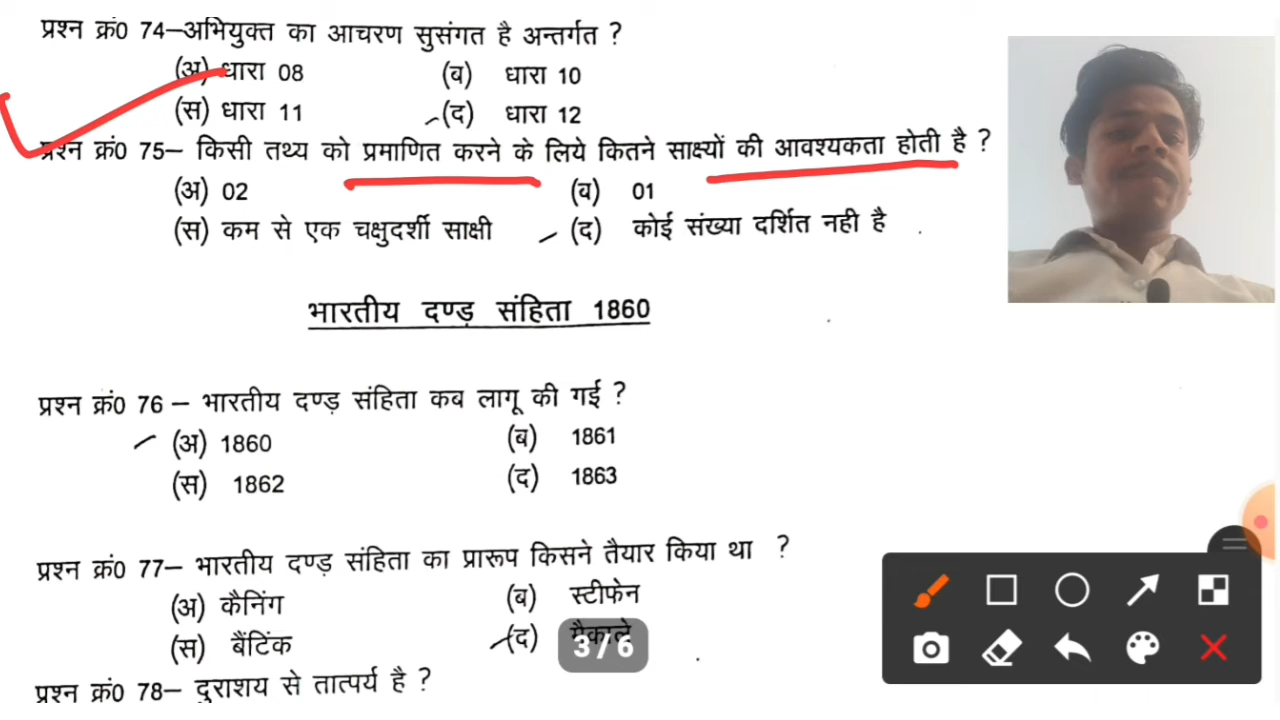 प्रश्न क्रं0 74–अभियुक्त का आचरण सुसंगत है अन्तर्गत ?
(अ) धारा 08 (ब) धारा 10
(स) धारा 11 (द) धारा 12
प्रश्न क्रं0 75– किसी तथ्य को प्रमाणित करने के लिये कितने साक्ष्यों की आवश्यकता होती है ?
(अ) 02 (ब) 01
(स) कम से एक चक्षुदर्शी साक्षी (द) कोई संख्या दर्शित नही है
भारतीय दण्ड़ संहिता 1860
प्रश्न क्रं0 76 – भारतीय दण्ड़ संहिता कब लागू की गई ?
(अ) 1860 (ब) 1861
(स) 1862 (द) 1863
प्रश्न क्रं0 77– भारतीय दण्ड़ संहिता का प्रारूप किसने तैयार किया था ?
(अ) कैनिंग (ब) स्टीफेन
(स) बैंटिंक (द) मैकाले
3 / 6
प्रश्न क्रं0 78– दुराशय से तात्पर्य है ?